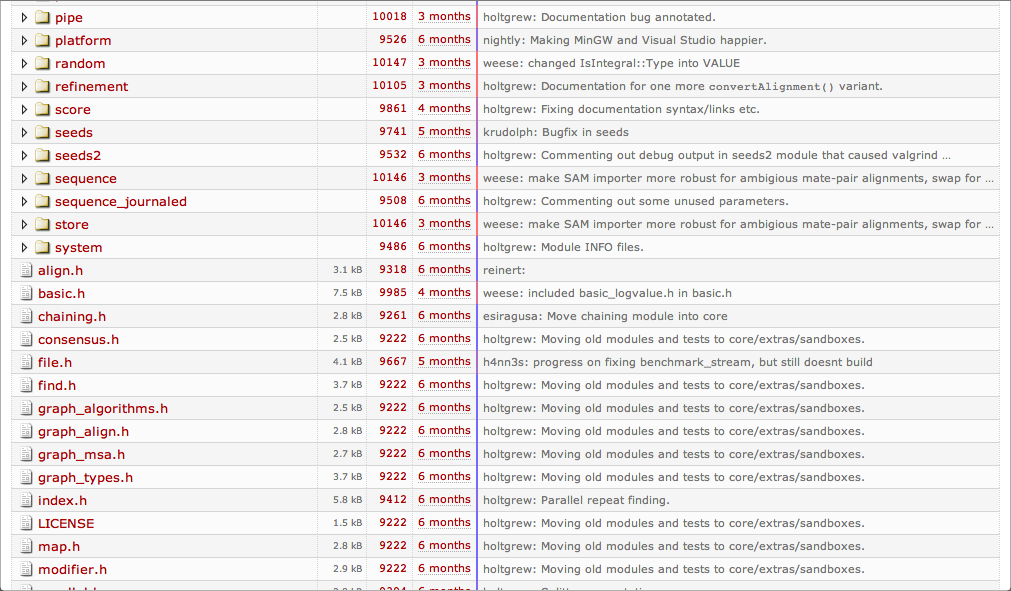 pipe 10018 3 months holtgrew: Documentation bug annotated.
platform 9526 6 months nightly: Making MinGW and Visual Studio happier.
random 10147 3 months weese: changed IsIntegral::Type into VALUE
refinement 10105 3 months holtgrew: Documentation for one more convertAlignment() variant.
score 9861 4 months holtgrew: Fixing documentation syntax/links etc.
seeds 9741 5 months krudolph: Bugfix in seeds
seeds2 9532 6 months holtgrew: Commenting out debug output in seeds2 module that caused valgrind ...
sequence 10146 3 months weese: make SAM importer more robust for ambigious mate-pair alignments, swap for ...
sequence_journaled 9508 6 months holtgrew: Commenting out some unused parameters.
store 10146 3 months weese: make SAM importer more robust for ambigious mate-pair alignments, swap for ...
system 9486 6 months holtgrew: Module INFO files.
align.h 3.1 kB 9318 6 months reinert:
basic.h 7.5 kB 9985 4 months weese: included basic_logvalue.h in basic.h
chaining.h 2.8 kB 9261 6 months esiragusa: Move chaining module into core
consensus.h 2.5 kB 9222 6 months holtgrew: Moving old modules and tests to core/extras/sandboxes.
file.h 4.1 kB 9667 5 months h4nn3s: progress on fixing benchmark_stream, but still doesnt build
find.h 3.7 kB 9222 6 months holtgrew: Moving old modules and tests to core/extras/sandboxes.
graph_algorithms.h 2.5 kB 9222 6 months holtgrew: Moving old modules and tests to core/extras/sandboxes.
graph_align.h 2.8 kB 9222 6 months holtgrew: Moving old modules and tests to core/extras/sandboxes.
graph_msa.h 2.7 kB 9222 6 months holtgrew: Moving old modules and tests to core/extras/sandboxes.
graph_types.h 3.7 kB 9222 6 months holtgrew: Moving old modules and tests to core/extras/sandboxes.
index.h 5.8 kB 9412 6 months holtgrew: Parallel repeat finding.
LICENSE 1.5 kB 9222 6 months holtgrew: Moving old modules and tests to core/extras/sandboxes.
map.h 2.8 kB 9222 6 months holtgrew: Moving old modules and tests to core/extras/sandboxes.
modifier.h 2.9 kB 9222 6 months holtgrew: Moving old modules and tests to core/extras/sandboxes.